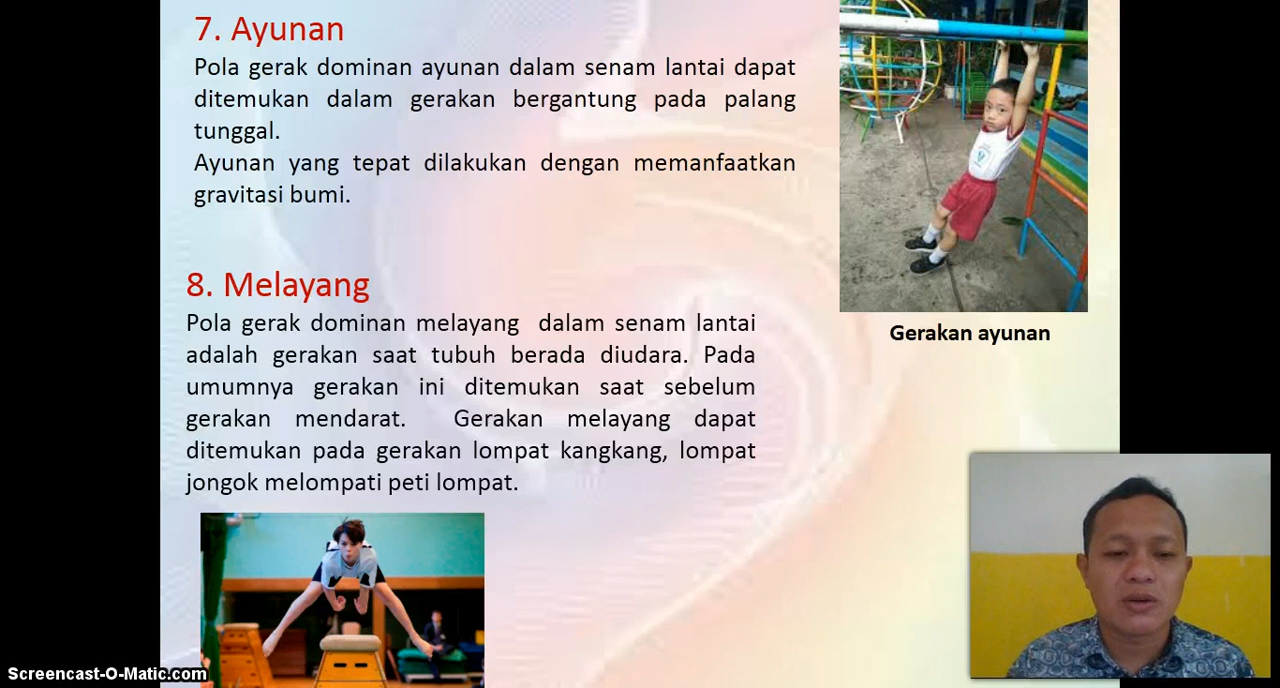 7. Ayunan
Pola gerak dominan ayunan dalam senam lantai dapat
ditemukan dalam gerakan bergantung pada palang
tunggal.
Ayunan yang tepat dilakukan dengan memanfaatkan
gravitasi bumi.
Gerakan ayunan
8. Melayang
Pola gerak dominan melayang dalam senam lantai
adalah gerakan saat tubuh berada diudara. Pada
umumnya gerakan ini ditemukan saat sebelum
gerakan mendarat. Gerakan melayang dapat
ditemukan pada gerakan lompat kangkang, lompat
jongok melompati peti lompat.
Screencast-O-Matic.com